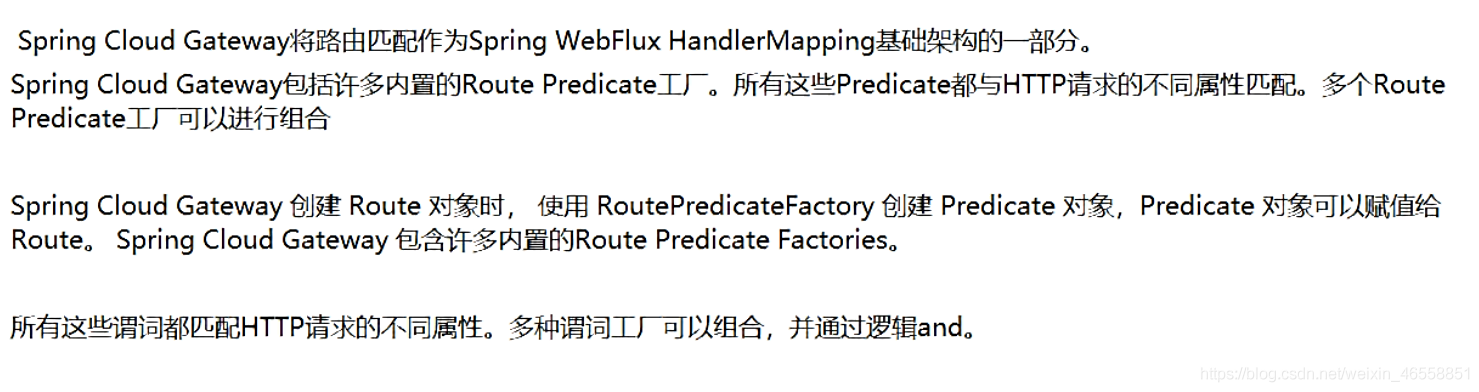 Spring Cloud Gateway将路由匹配作为Spring WebFlux HandlerMapping基础架构的一部分。
Spring Cloud Gateway包括许多内置的Route Predicate工厂。所有这些Predicate都与HTTP请求的不同属性匹配。多个Route
Predicate工厂可以进行组合
Spring Cloud Gateway 创建 Route 对象时， 使用 RoutePredicateFactory 创建 Predicate 对象，Predicate 对象可以赋值给
Route。 Spring Cloud Gateway 包含许多内置的Route Predicate Factories。
所有这些谓词都匹配HTTP请求的不同属性。多种谓词工厂可以组合，并通过逻辑and。
https://blog.csdn.net/weixin_46558851